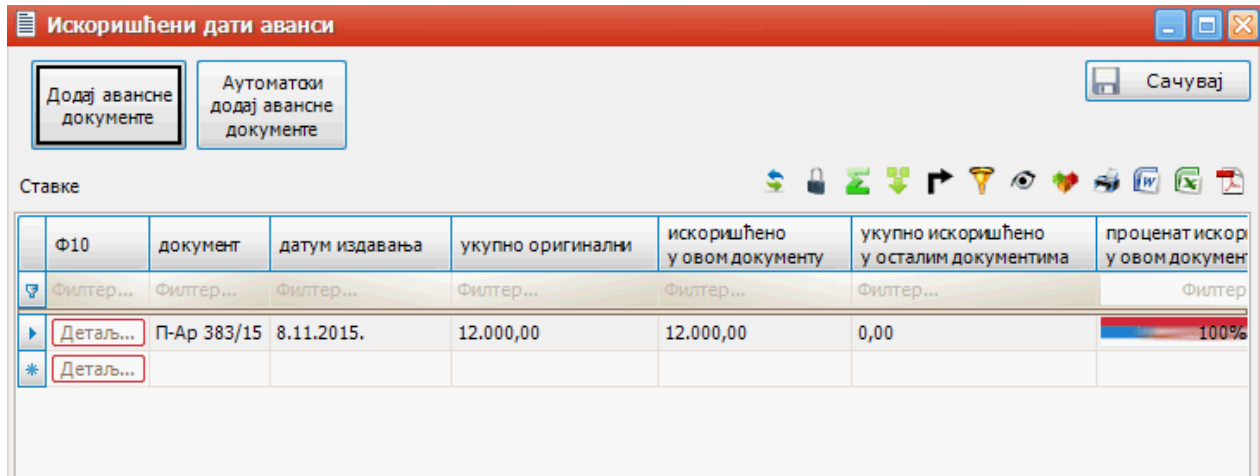 Искоришћени дати аванси
Додај авансне
документе
Аутоматски
додај авансне
документе
Сачувај
Ставке
Ф10
документ
датум издавања
укупно оригинални
искоришћено
у овом документу
укупно искоришћено
у осталим документима
проценат искори
у овом документ
Филтер...
Филтер...
Филтер...
Филтер...
Филтер...
Филтер...
Филтер
Детаљ...
П-Ар 383/15
8.11.2015.
12.000,00
12.000,00
0,00
100%
Детаљ...